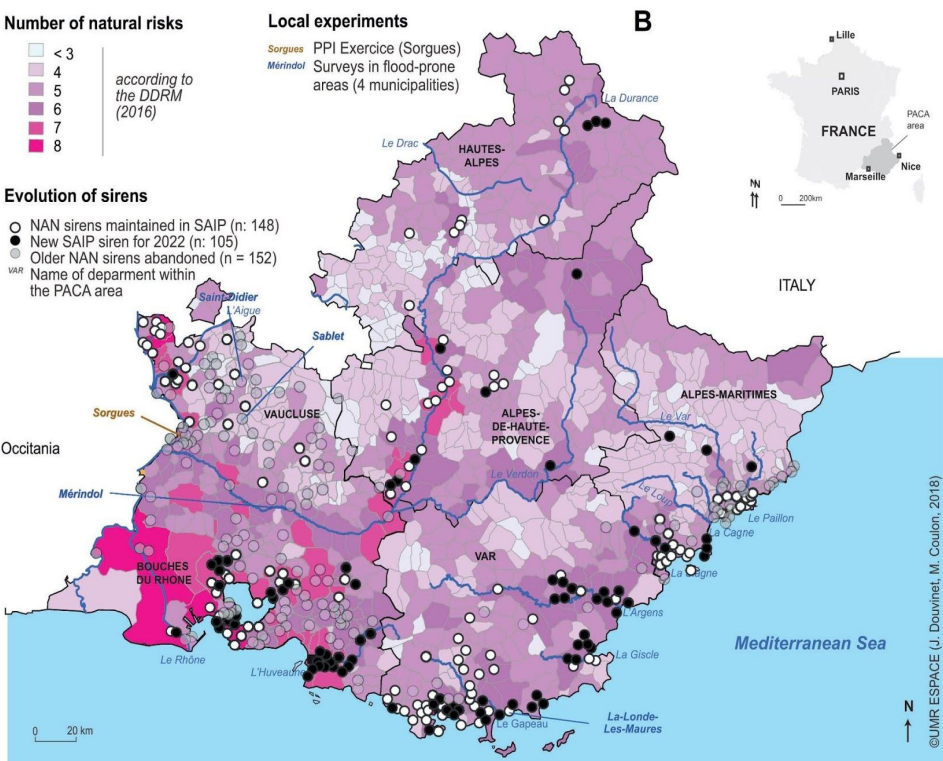 Number of natural risks
< 3
4
5
6
7
8
according to
the DDRM
(2016)
Local experiments
Sorgues PPI Exercice (Sorgues)
Mérindol Surveys in flood-prone
areas (4 municipalities)
B
Lille
PARIS
FRANCE
PACA
area
Nice
Marseille
N
0 200km
Evolution of sirens
NAN sirens maintained in SAIP (n: 148)
New SAIP siren for 2022 (n: 105)
Older NAN sirens abandoned (n = 152)
VAR Name of deparment within
the PACA area
La Durance
Le Drac
HAUTES-
ALPES
ITALY
Saint-Didier
L'Aigue
Sablet
Sorgues
VAUCLUSE
ALPES-
DE-HAUTE-
PROVENCE
ALPES-MARITIMES
Le Var
Occitania
Le Verdon
Mérindol
Le Loup
Le Paillon
La Cagne
La Cagne
BOUCHES
DU RHONE
VAR
L'Argens
Le Rhône
L'Huveaune
La Giscle
Mediterranean Sea
Le Gapeau
La-Londe-
Les-Maures
N
0 20 km
©UMR ESPACE (J. Douvinet, M. Coulon, 2018)